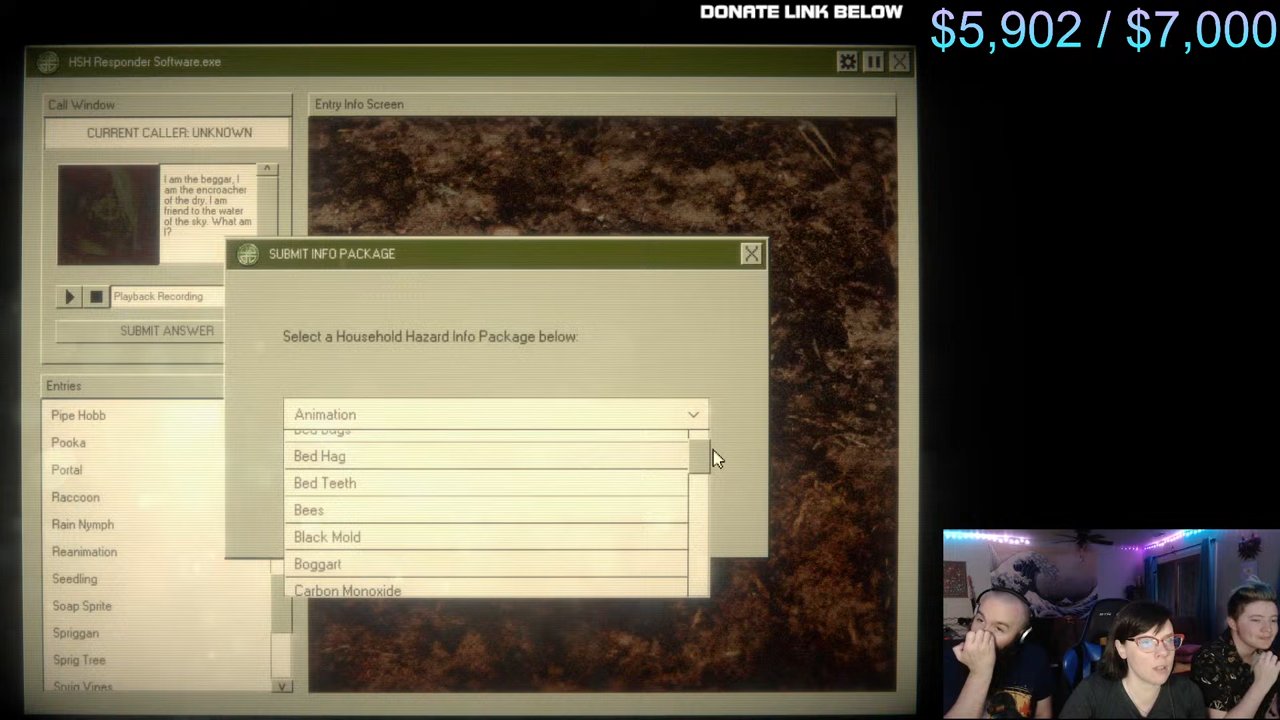 DONATE LINK BELOW
$5,902 / $7,000
HSH Responder Software.exe
Call Window
CURRENT CALLER: UNKNOWN
I am the beggar, I
am the encroacher
of the dry. I am
friend to the water
of the sky. What am
I?
Playback Recording
SUBMIT ANSWER
Entries
Pipe Hobb
Pooka
Portal
Raccoon
Rain Nymph
Reanimation
Seedling
Soap Sprite
Spriggan
Sprig Tree
Sprig Vines
Entry Info Screen
SUBMIT INFO PACKAGE
Select a Household Hazard Info Package below:
Animation
Bed Bugs
Bed Hag
Bed Teeth
Bees
Black Mold
Boggart
Carbon Monoxide